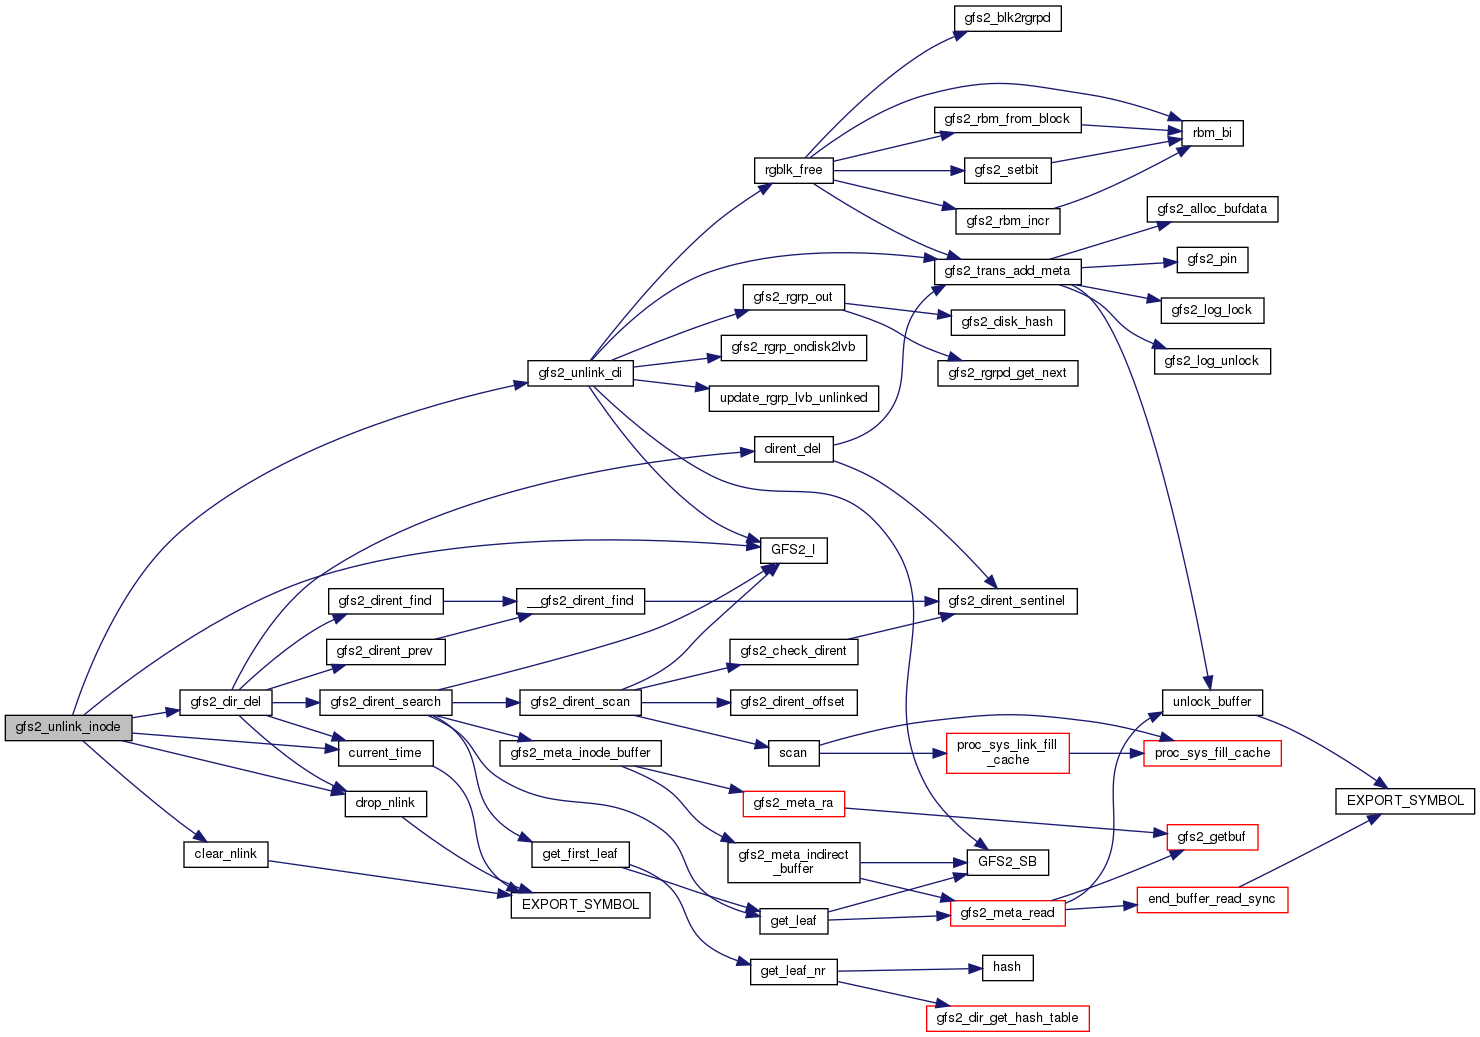 gfs2_blk2rgrpd
gfs2_rbm_from_block
rbm_bi
rgblk_free
gfs2_setbit
gfs2_rbm_incr
gfs2_alloc_bufdata
gfs2_trans_add_meta
gfs2_pin
gfs2_rgrp_out
gfs2_log_lock
gfs2_disk_hash
gfs2_rgrp_ondisk2lvb
gfs2_log_unlock
gfs2_unlink_di
gfs2_rgrpd_get_next
update_rgrp_lvb_unlinked
dirent_del
GFS2_I
gfs2_dirent_find
__gfs2_dirent_find
gfs2_dirent_sentinel
gfs2_dirent_prev
gfs2_check_dirent
gfs2_dir_del
gfs2_dirent_search
gfs2_dirent_scan
gfs2_dirent_offset
unlock_buffer
gfs2_unlink_inode
current_time
gfs2_meta_inode_buffer
scan
proc_sys_link_fill
_cache
proc_sys_fill_cache
drop_nlink
gfs2_meta_ra
EXPORT_SYMBOL
clear_nlink
get_first_leaf
gfs2_meta_indirect
_buffer
GFS2_SB
gfs2_getbuf
EXPORT_SYMBOL
get_leaf
gfs2_meta_read
end_buffer_read_sync
get_leaf_nr
hash
gfs2_dir_get_hash_table